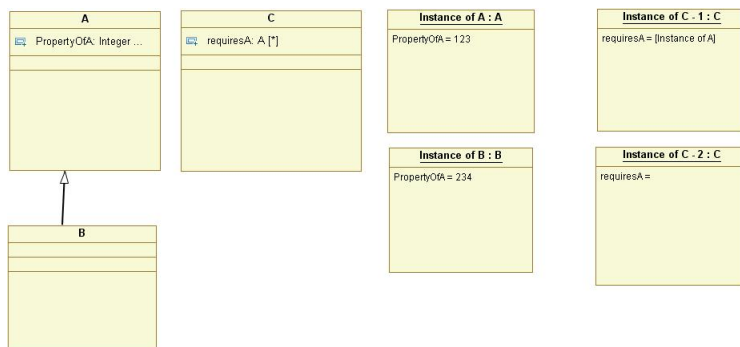 A
PropertyOfA: Integer ...
C
requiresA: A [*]
B
Instance of A : A
PropertyOfA = 123
Instance of C - 1 : C
requiresA = [Instance of A]
Instance of B : B
PropertyOfA = 234
Instance of C - 2 : C
requiresA =